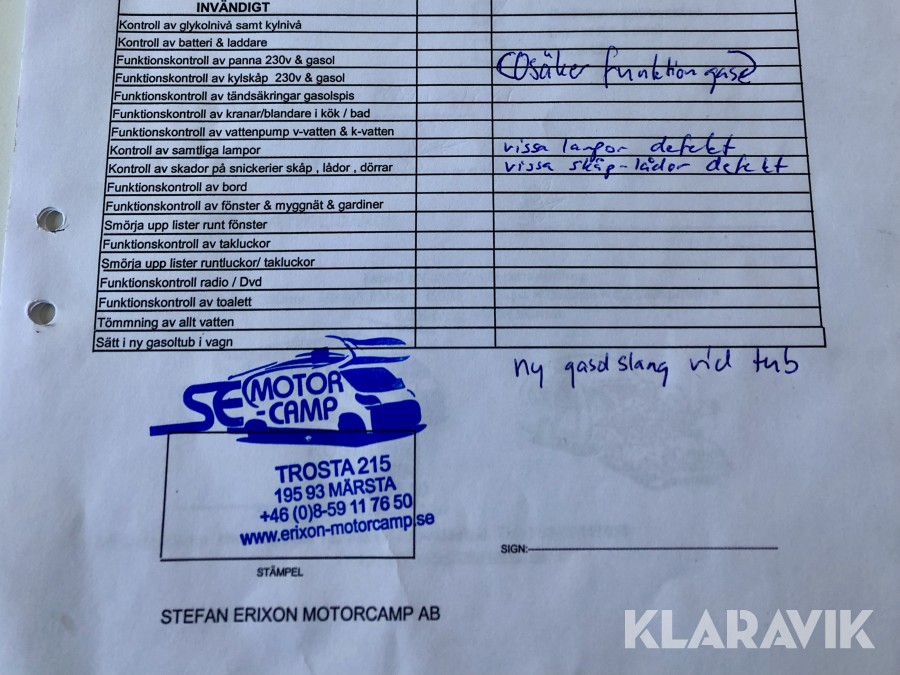 INVÄNDIGT
Kontroll av glykolnivå samt kylnivå
Kontroll av batteri & laddare
Funktionskontroll av panna 230v & gasol
Funktionskontroll av kylskåp 230v & gasol
(Osäker funktion gasol)
Funktionskontroll av tändsäkringar gasolspis
Funktionskontroll av kranar/blandare i kök / bad
Funktionskontroll av vattenpump v-vatten & k-vatten
Kontroll av samtliga lampor vissa lampor defekt
Kontroll av skador på snickerier skåp , lådor , dörrar vissa skåp-lådor defekt
Funktionskontroll av bord
Funktionskontroll av fönster & myggnät & gardiner
Smörja upp lister runt fönster
Funktionskontroll av takluckor
Smörja upp lister runtluckor/ takluckor
Funktionskontroll radio / Dvd
Funktionskontroll av toalett
Tömmning av allt vatten
Sätt i ny gasoltub i vagn
ny gasolslang vid tub
SE MOTOR
-CAMP
TROSTA 215
195 93 MÄRSTA
+46 (0)8-59 11 76 50
www.erixon-motorcamp.se
SIGN:
STÄMPEL
STEFAN ERIXON MOTORCAMP AB
KLARAVIK